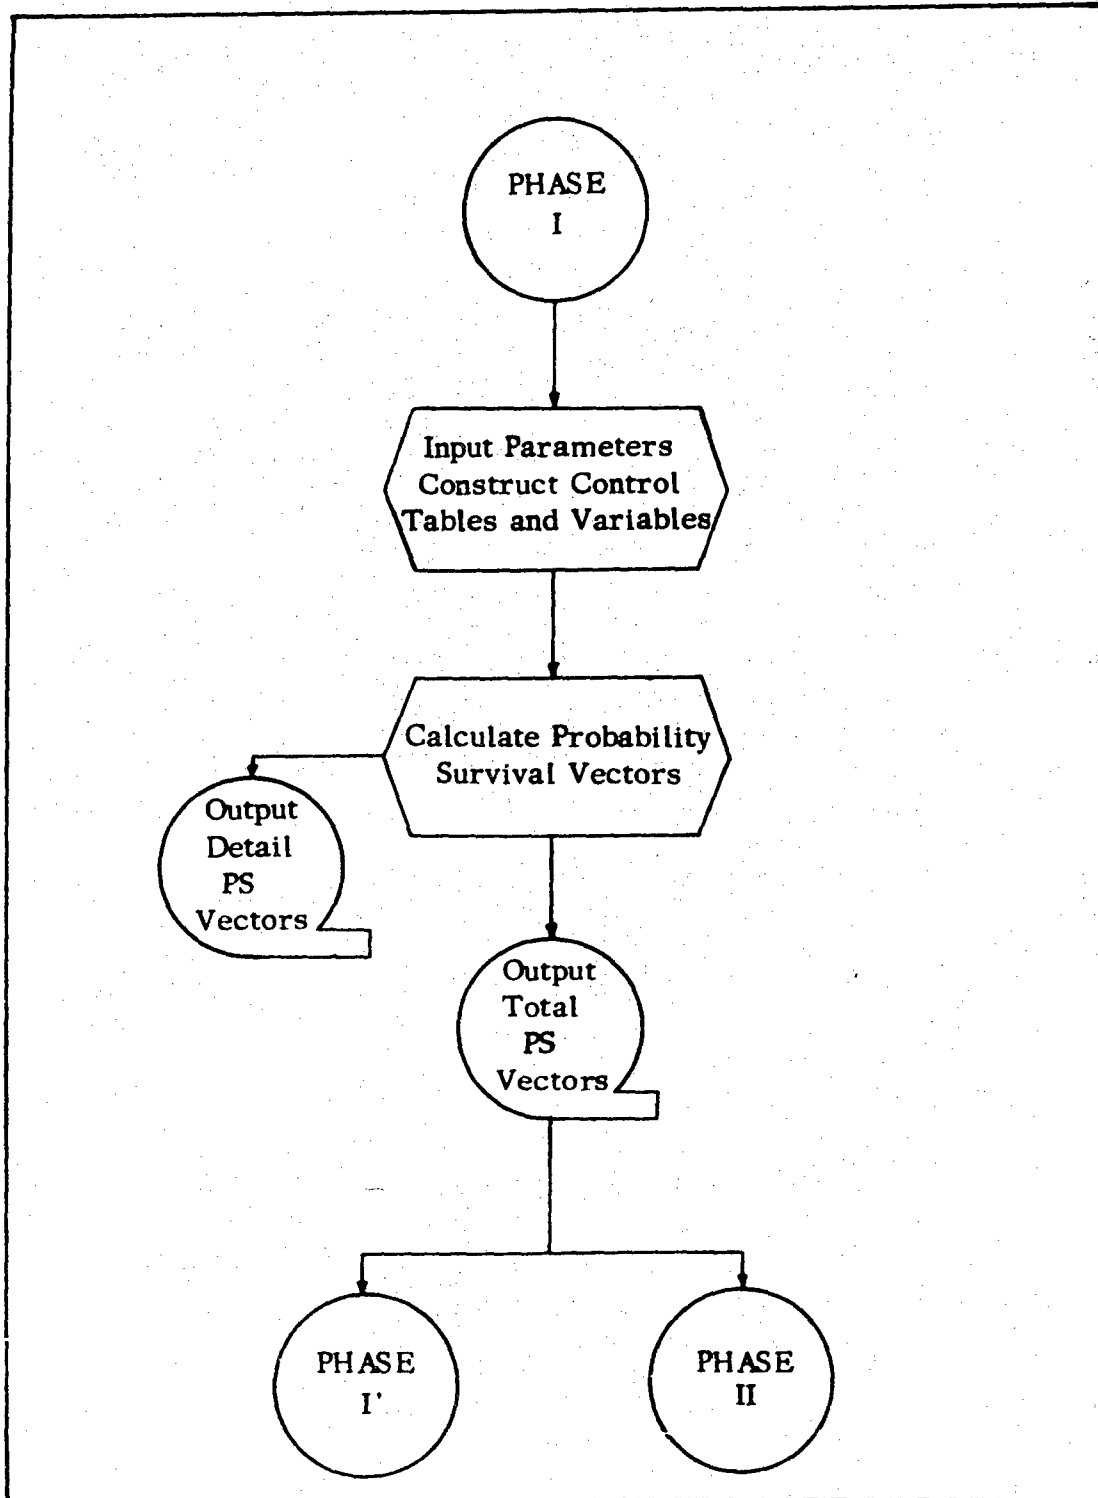 PHASE
I
Input Parameters
Construct Control
Tables and Variables
Calculate Probability
Survival Vectors
Output
Detail
PS
Vectors
Output
Total
PS
Vectors
PHASE
I'
PHASE
II